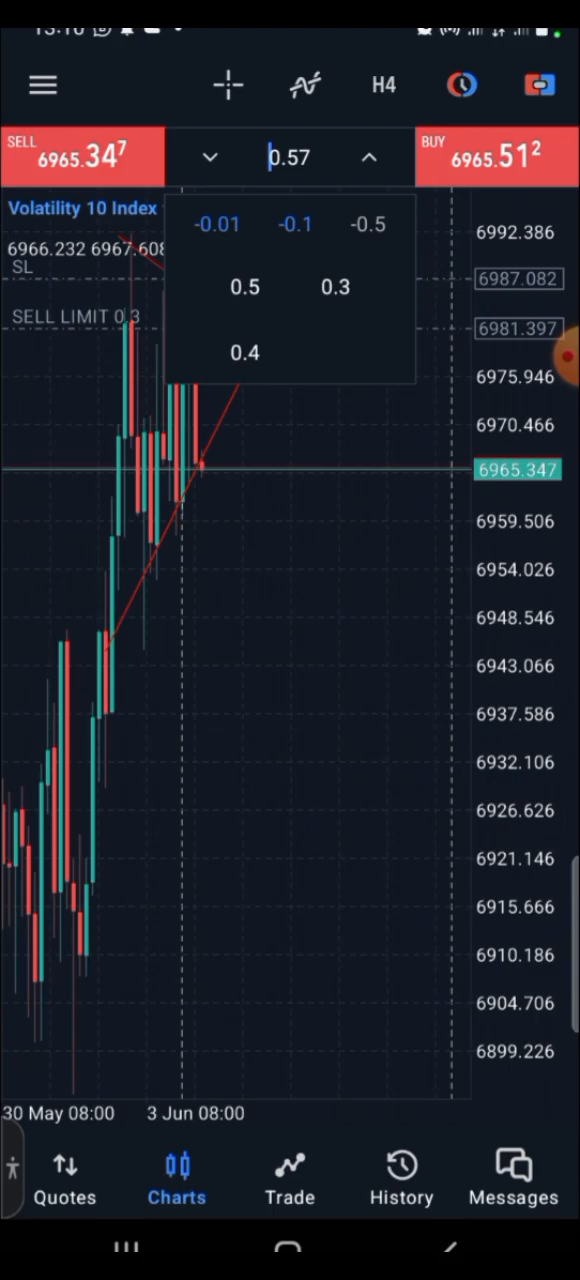 13:10
H4
SELL 6965.34⁷ 0.57 BUY 6965.51²
Volatility 10 Index
-0.01 -0.1 -0.5
6992.386
6966.232 6967.608
SL
6987.082
0.5 0.3
SELL LIMIT 0.3
6981.397
0.4
6975.946
6970.466
6965.347
6959.506
6954.026
6948.546
6943.066
6937.586
6932.106
6926.626
6921.146
6915.666
6910.186
6904.706
6899.226
30 May 08:00 3 Jun 08:00
Quotes Charts Trade History Messages